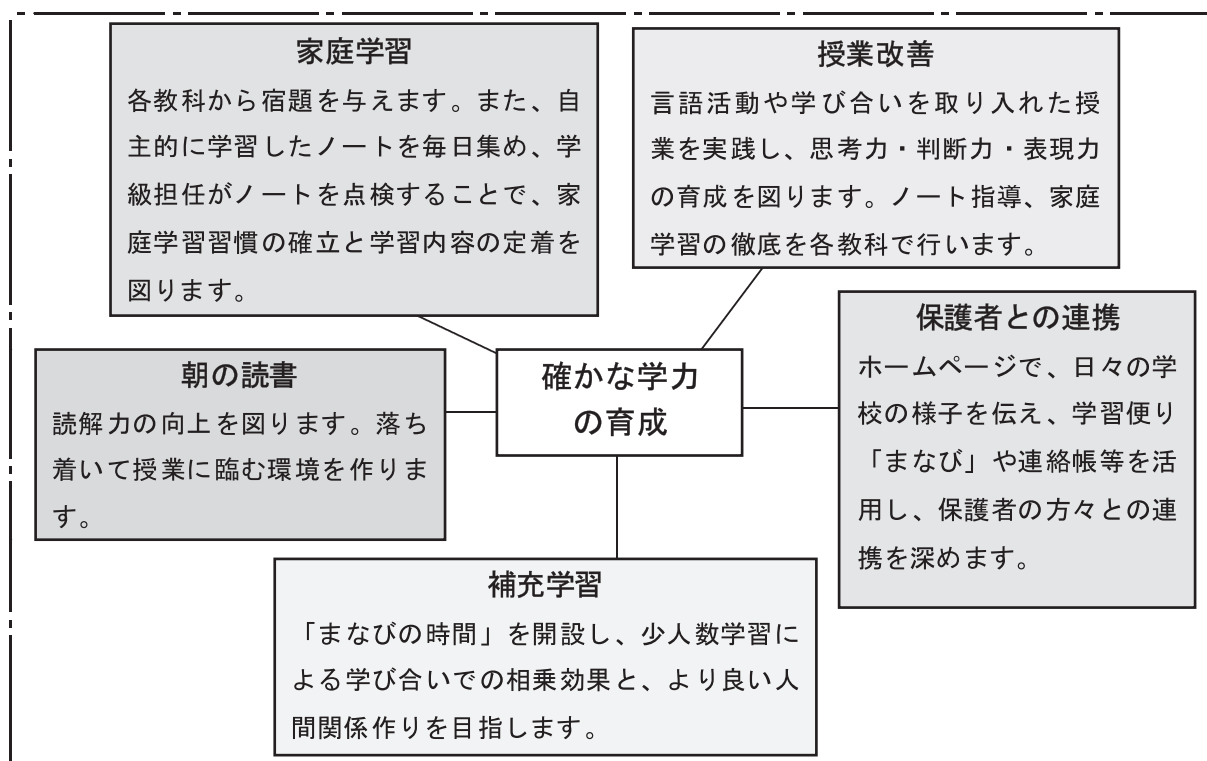 家庭学習
各教科から宿題を与えます。また、自
主的に学習したノートを毎日集め、学
級担任がノートを点検することで、家
庭学習習慣の確立と学習内容の定着を
図ります。
授業改善
言語活動や学び合いを取り入れた授
業を実践し、思考力・判断力・表現力
の育成を図ります。ノート指導、家庭
学習の徹底を各教科で行います。
朝の読書
読解力の向上を図ります。落ち
着いて授業に臨む環境を作りま
す。
確かな学力
の育成
保護者との連携
ホームページで、日々の学
校の様子を伝え、学習便り
「まなび」や連絡帳等を活
用し、保護者の方々との連
携を深めます。
補充学習
「まなびの時間」を開設し、少人数学習に
よる学び合いでの相乗効果と、より良い人
間関係作りを目指します。